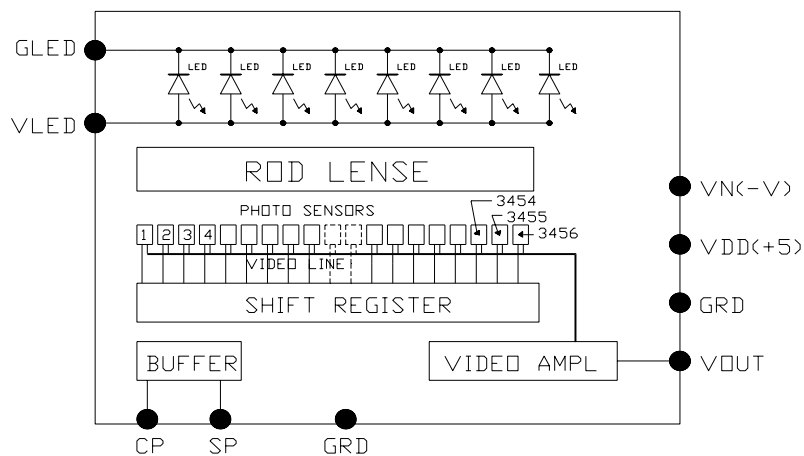 GLED
LED LED LED LED LED LED LED LED
VLED
ROD LENSE
VN(-V)
PHOTO SENSORS
3454
3455
3456
1 2 3 4
VDD(+5)
VIDEO LINE
SHIFT REGISTER
GRD
BUFFER
VIDEO AMPL
VOUT
CP SP GRD